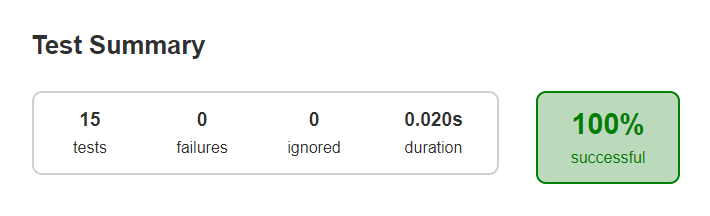 Test Summary
15 0 0 0.020s
tests failures ignored duration
100%
successful